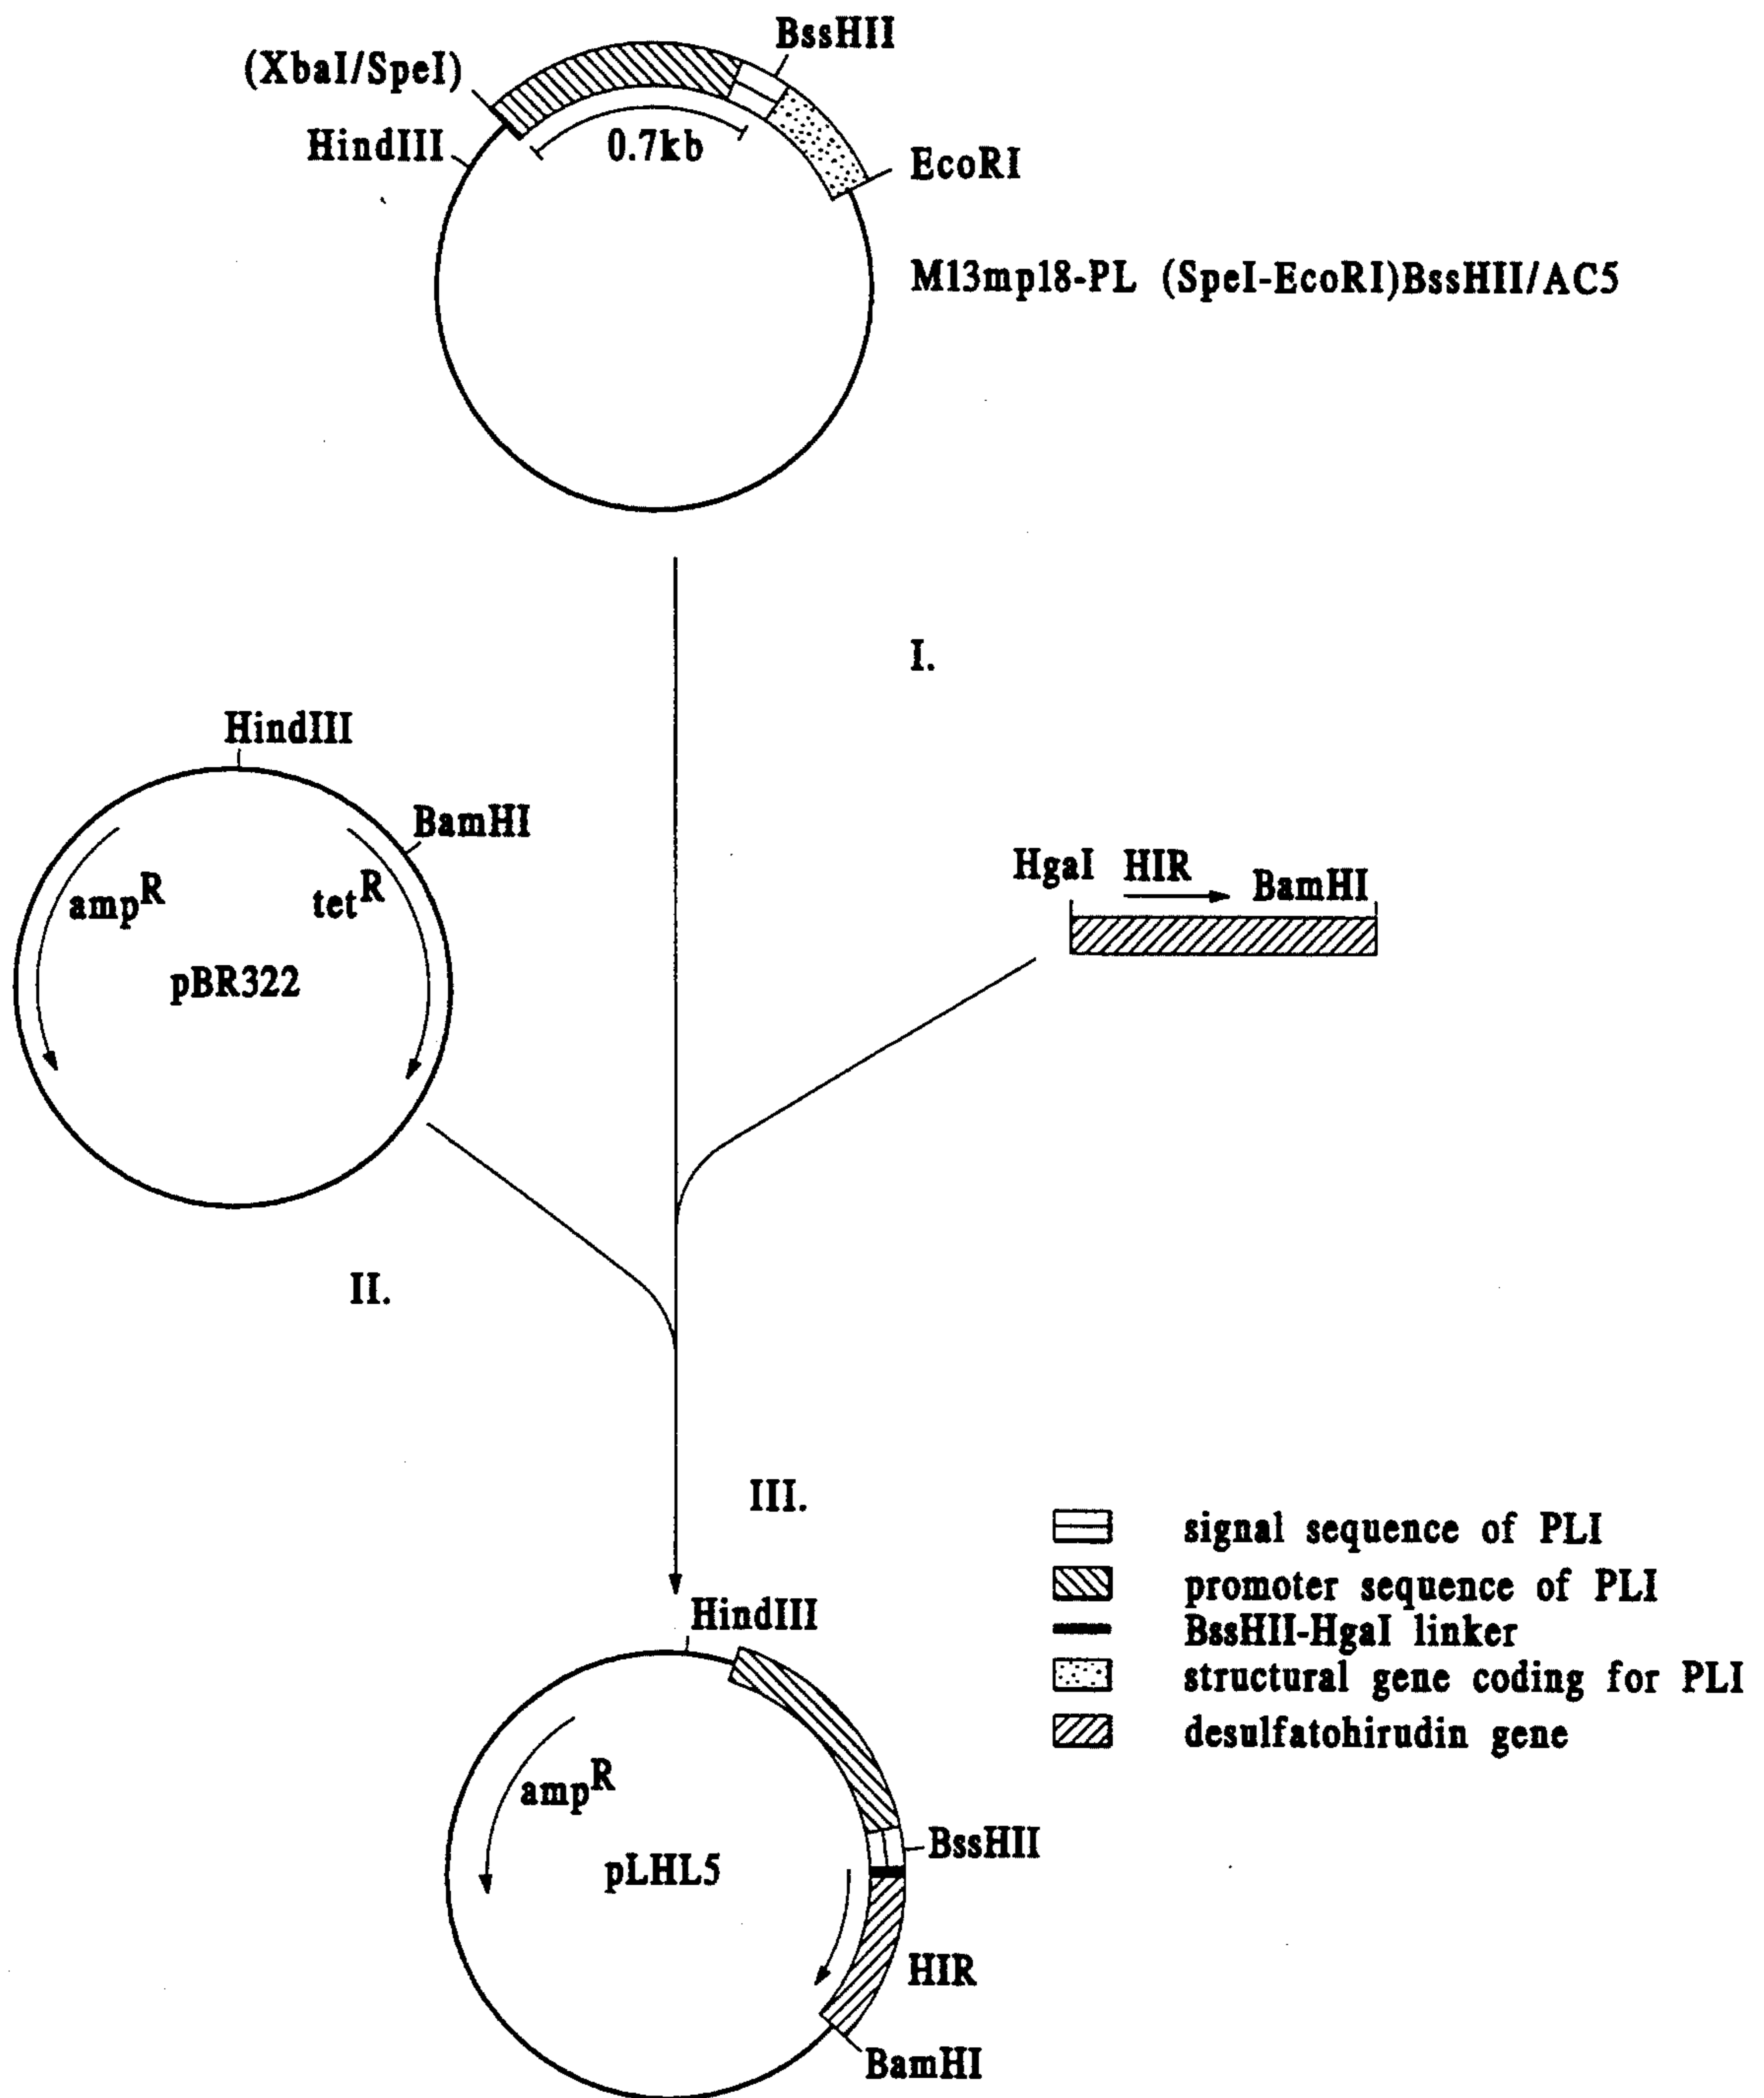 BssHII
(XbaI/SpeI)
HindIII
0.7kb
EcoRI
M13mp18-PL (SpeI-EcoRI)BssHII/AC5
I.
HindIII
BamHI
ampR
tetR
pBR322
HgaI HIR BamHI
II.
III.
signal sequence of PLI
promoter sequence of PLI
BssHII-HgaI linker
structural gene coding for PLI
desulfatohirudin gene
HindIII
ampR
BssHII
pLHL5
HIR
BamHI